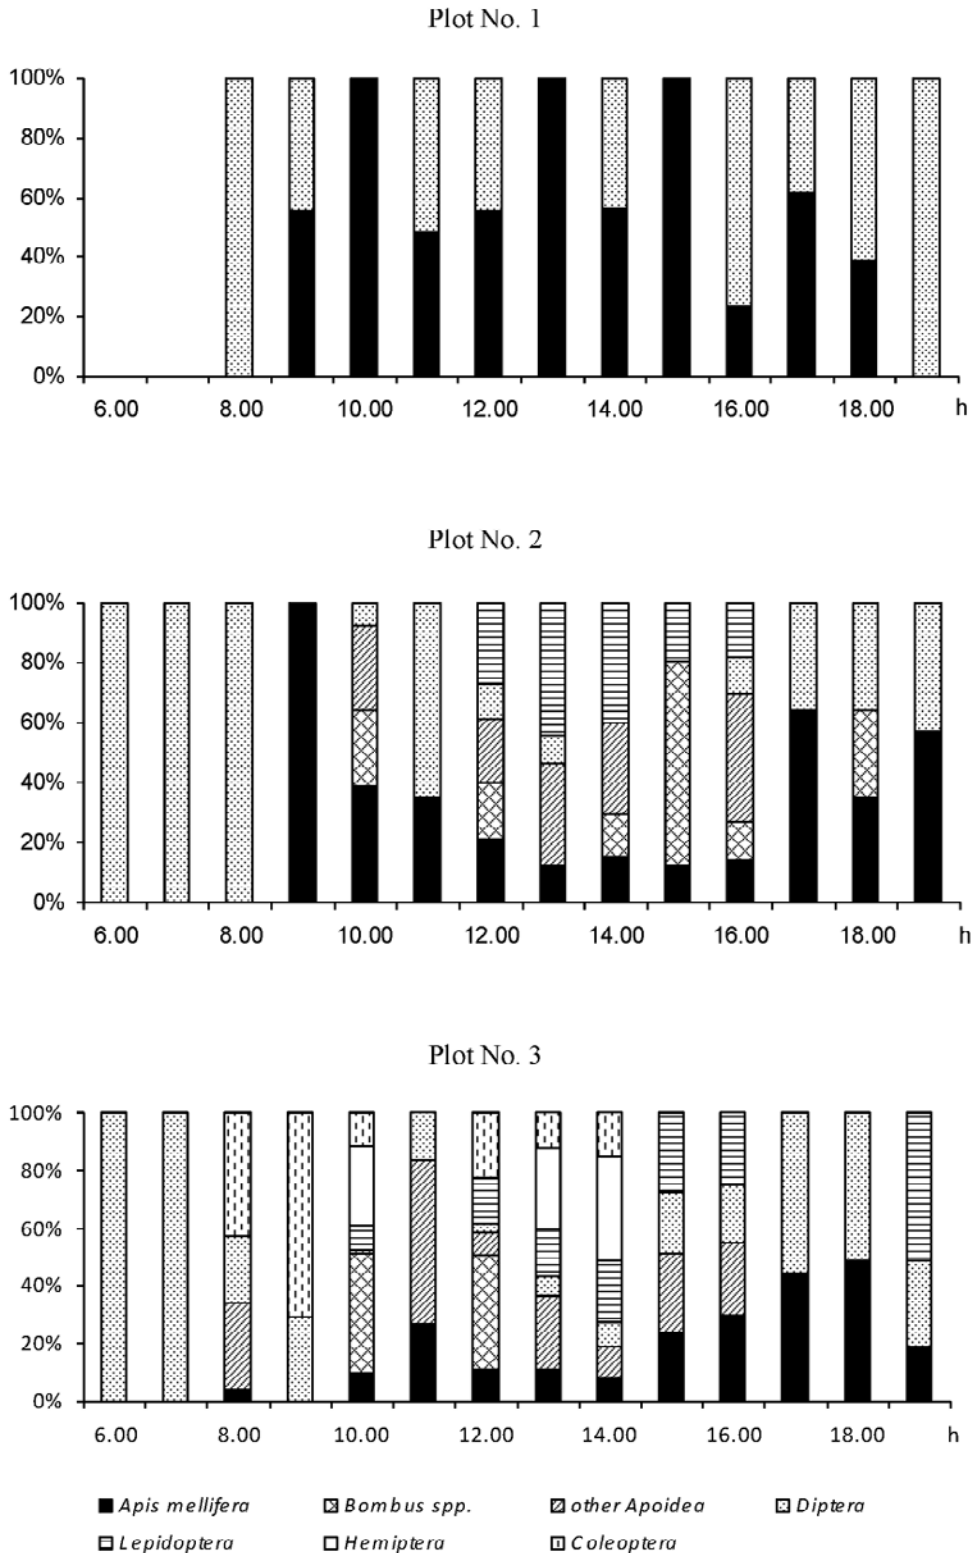 Plot No. 1
100%
80%
60%
40%
20%
0%
6.00 8.00 10.00 12.00 14.00 16.00 18.00 h
Plot No. 2
100%
80%
60%
40%
20%
0%
6.00 8.00 10.00 12.00 14.00 16.00 18.00 h
Plot No. 3
100%
80%
60%
40%
20%
0%
6.00 8.00 10.00 12.00 14.00 16.00 18.00 h
Apis mellifera Bombus spp. other Apoidea Diptera
Lepidoptera Hemiptera Coleoptera